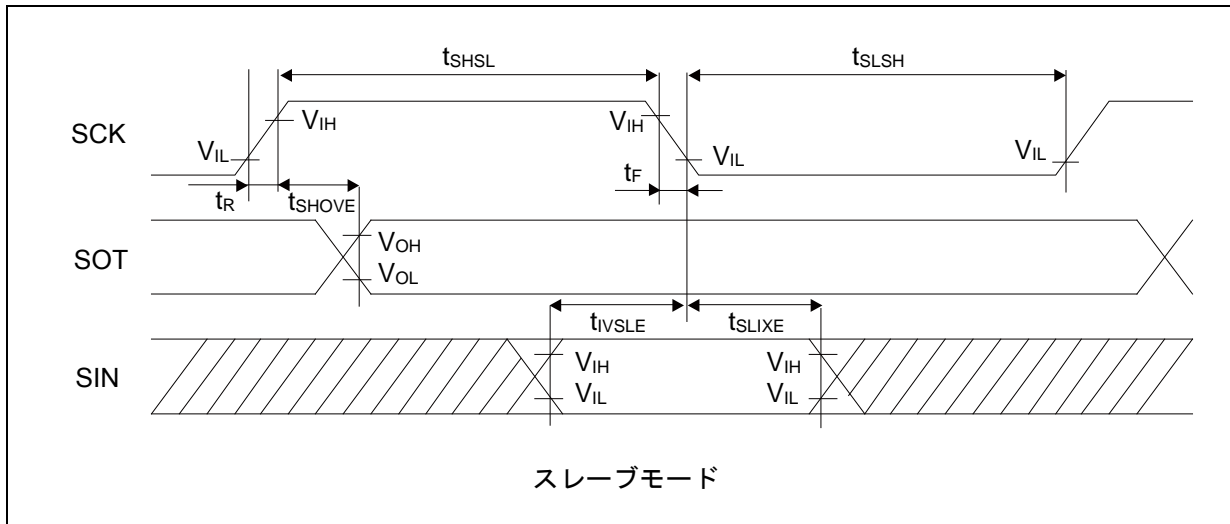 tSHSL tSLSH
SCK VIL VIH VIH VIL VIL
tR tSHOVE tF
SOT VOH
VOL
tIVSLE tSLIXE
SIN VIH VIH
VIL VIL
スレーブモード